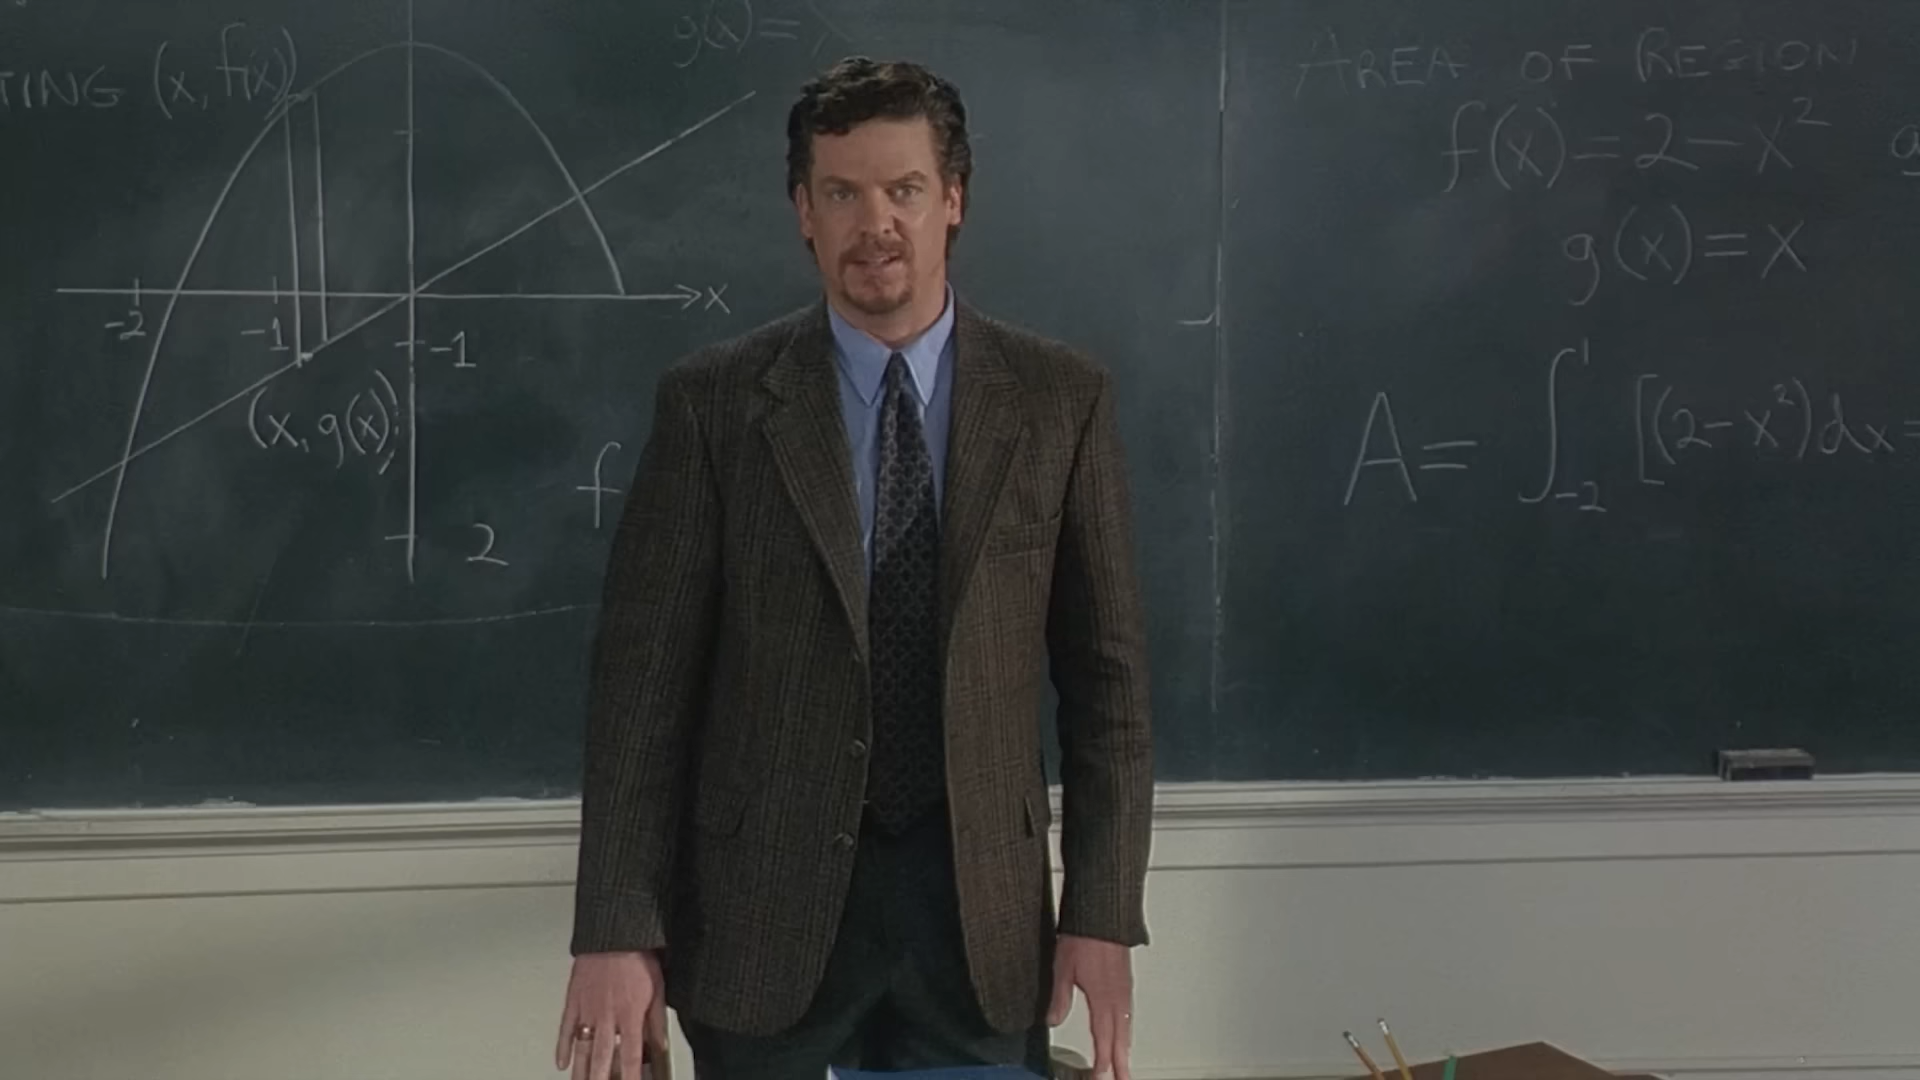 TING (x, f(x))
g(x) = x
x
-2
-1
-1
(x, g(x))
f
2
AREA OF REGION
f(x) = 2 - x²
g(x) = x
A = ∫₋₂¹ [(2-x²)dx =